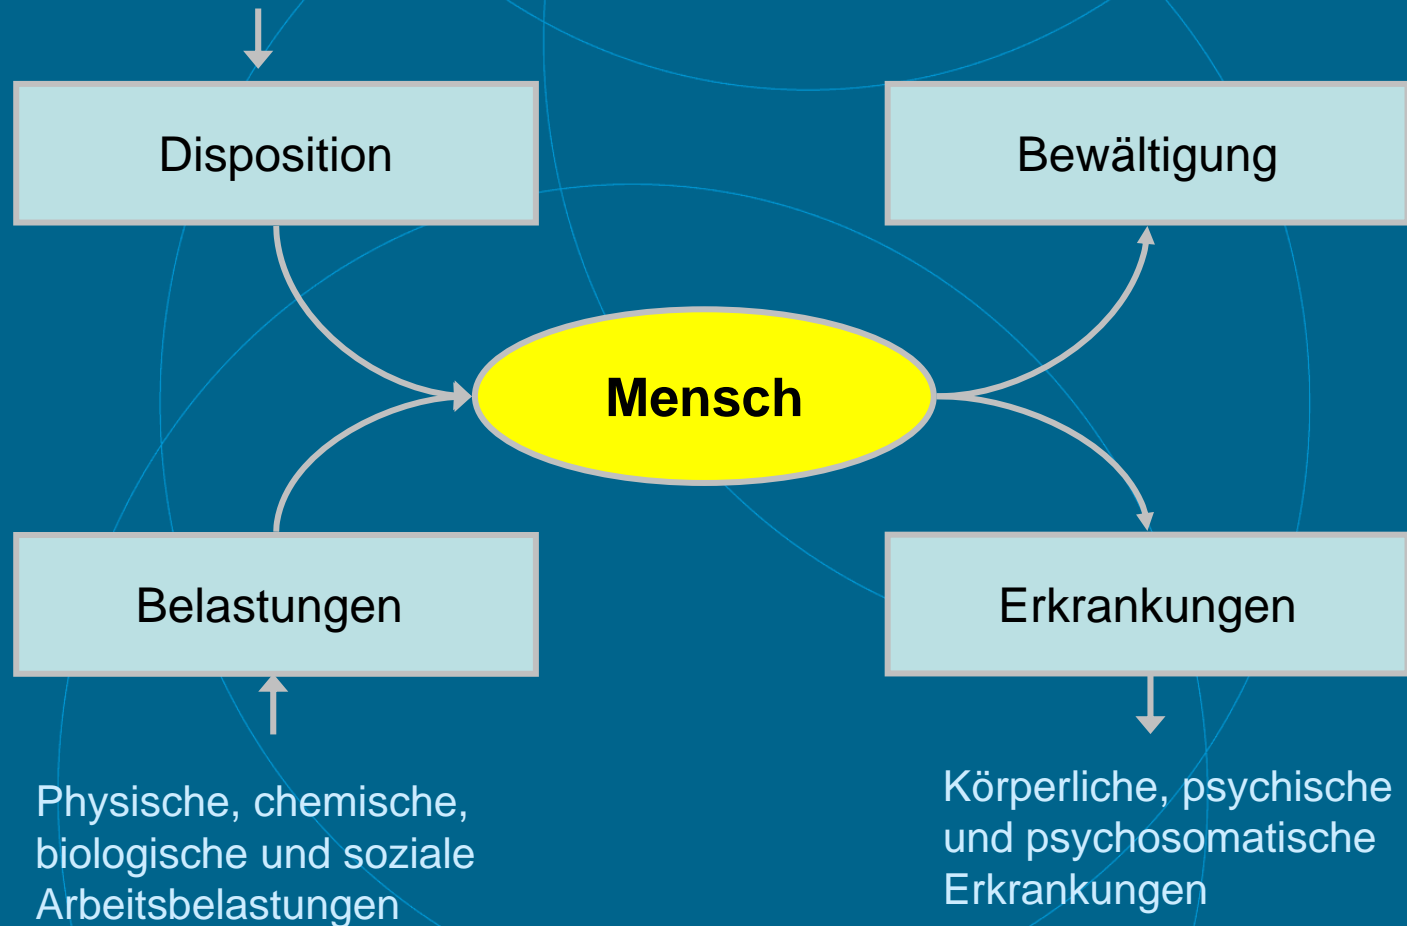 Disposition
Bewältigung
Mensch
Belastungen
Erkrankungen
Physische, chemische,
biologische und soziale
Arbeitsbelastungen
Körperliche, psychische
und psychosomatische
Erkrankungen